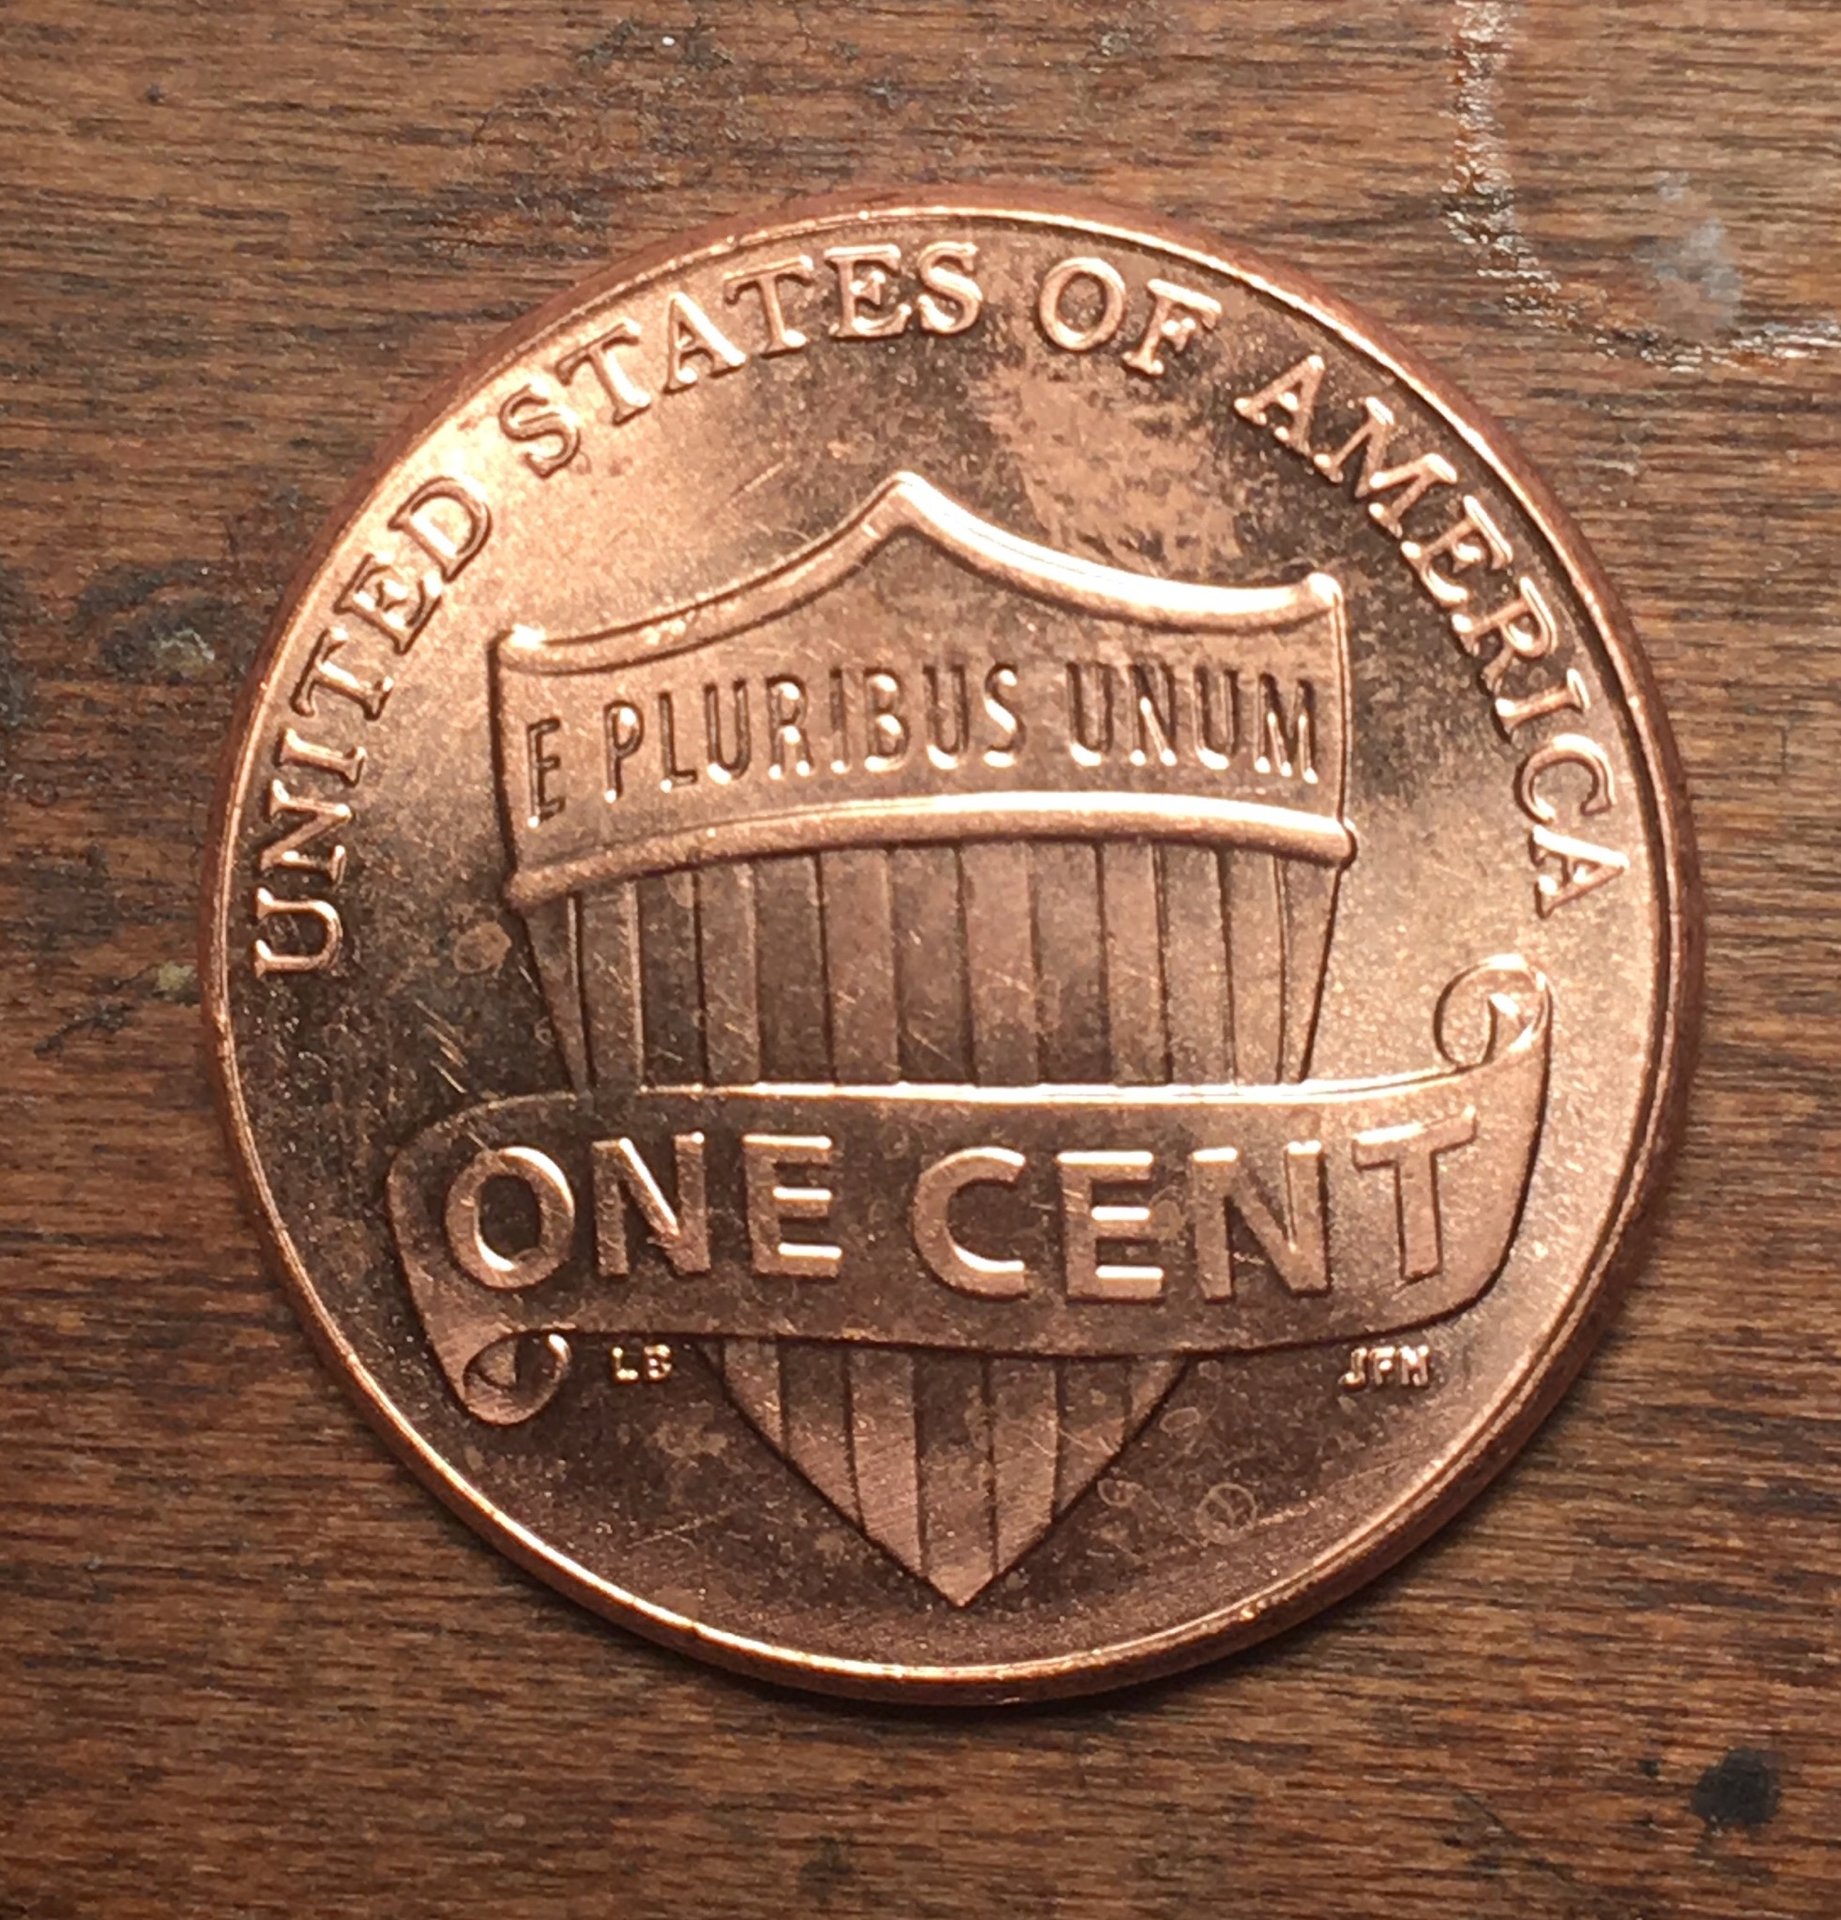 UNITED STATES OF AMERICA
E PLURIBUS UNUM
ONE CENT
LB JFM